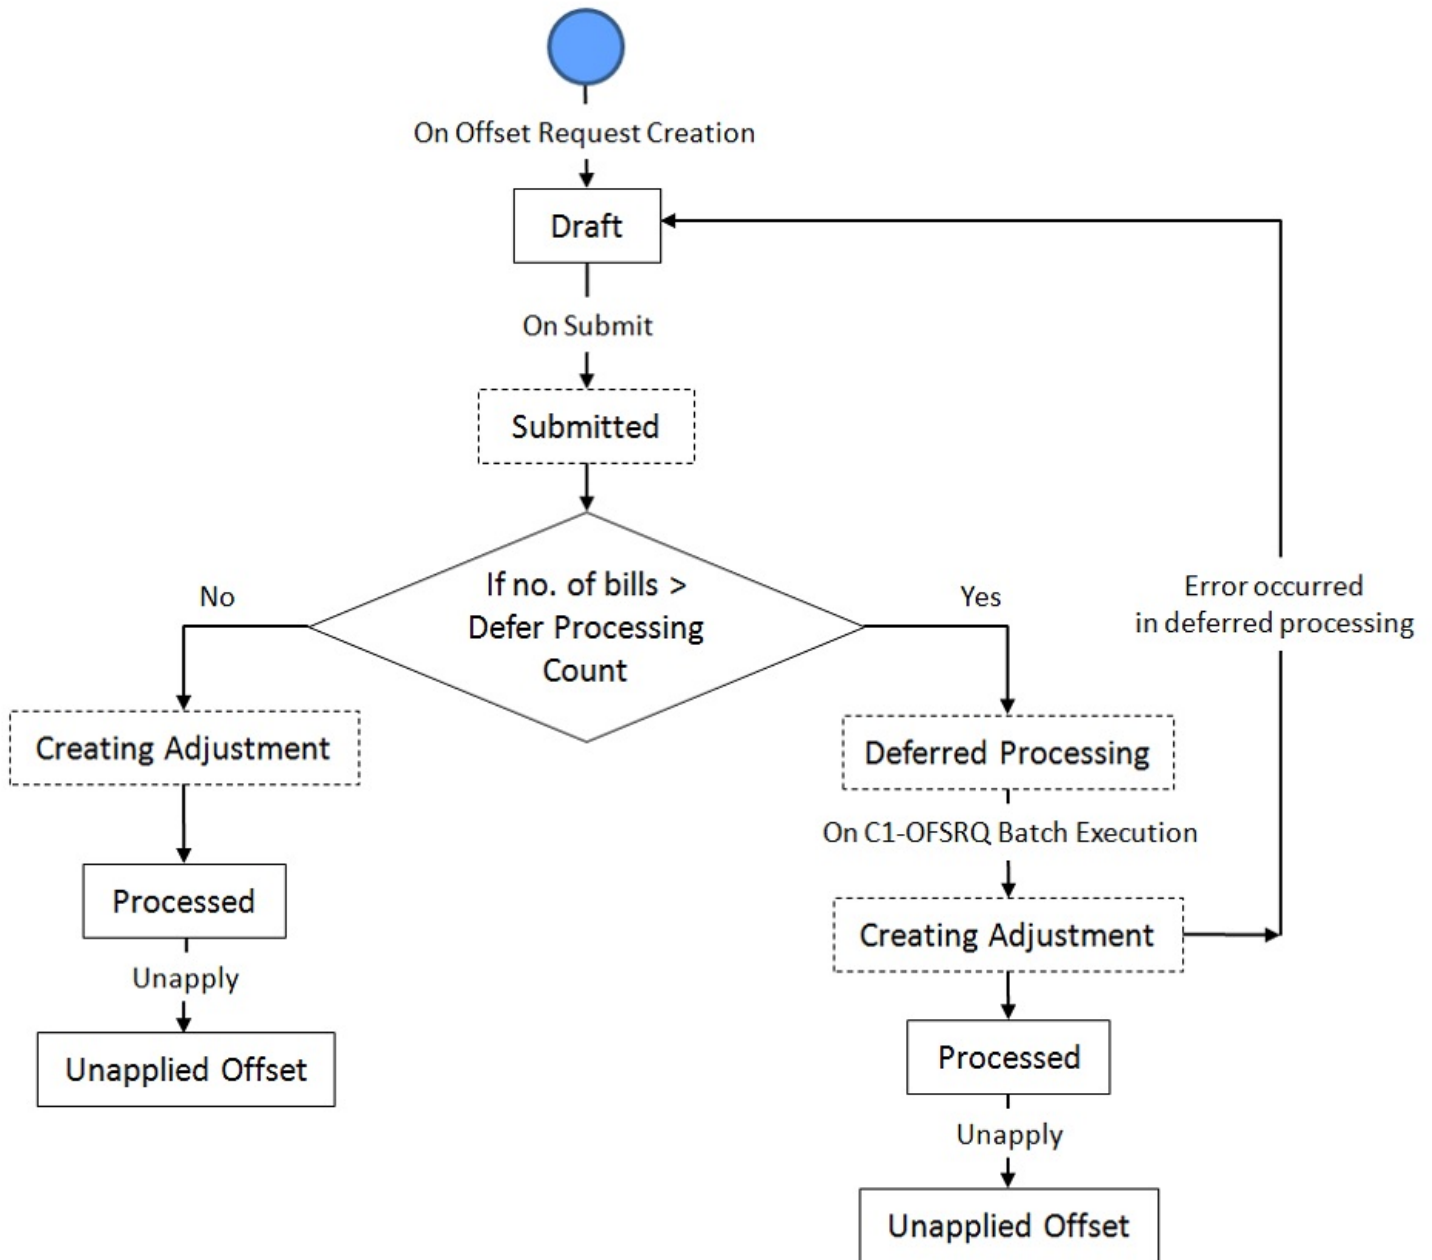 On Offset Request Creation
Draft
On Submit
Submitted
If no. of bills >
Defer Processing
Count
No
Yes
Error occurred
in deferred processing
Creating Adjustment
Deferred Processing
On C1-OFSRQ Batch Execution
Processed
Creating Adjustment
Unapply
Unapplied Offset
Processed
Unapply
Unapplied Offset